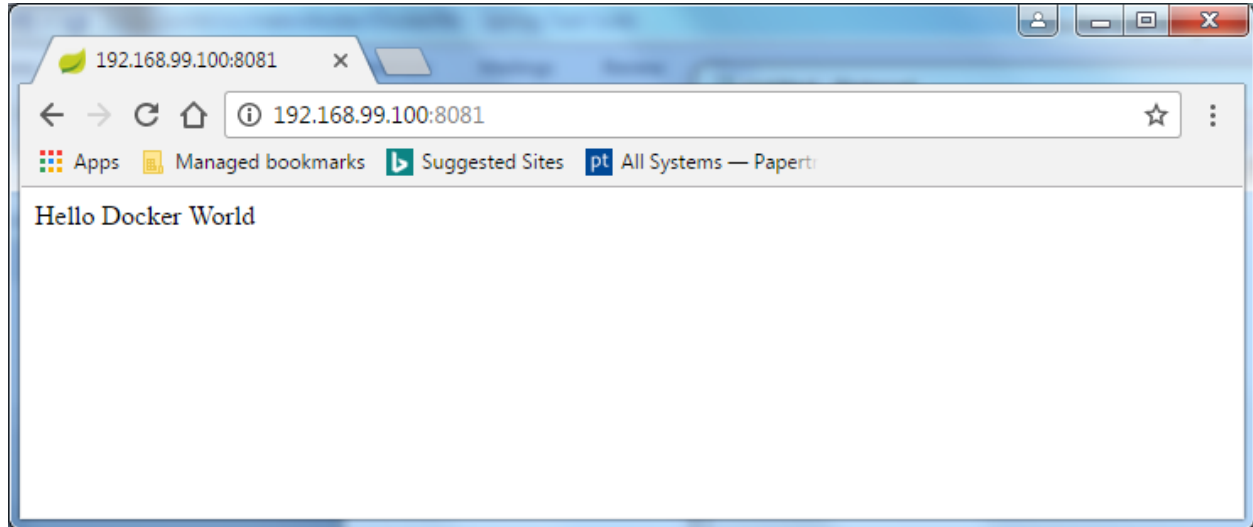 192.168.99.100:8081
192.168.99.100:8081
Apps Managed bookmarks Suggested Sites pt All Systems — Papertr
Hello Docker World